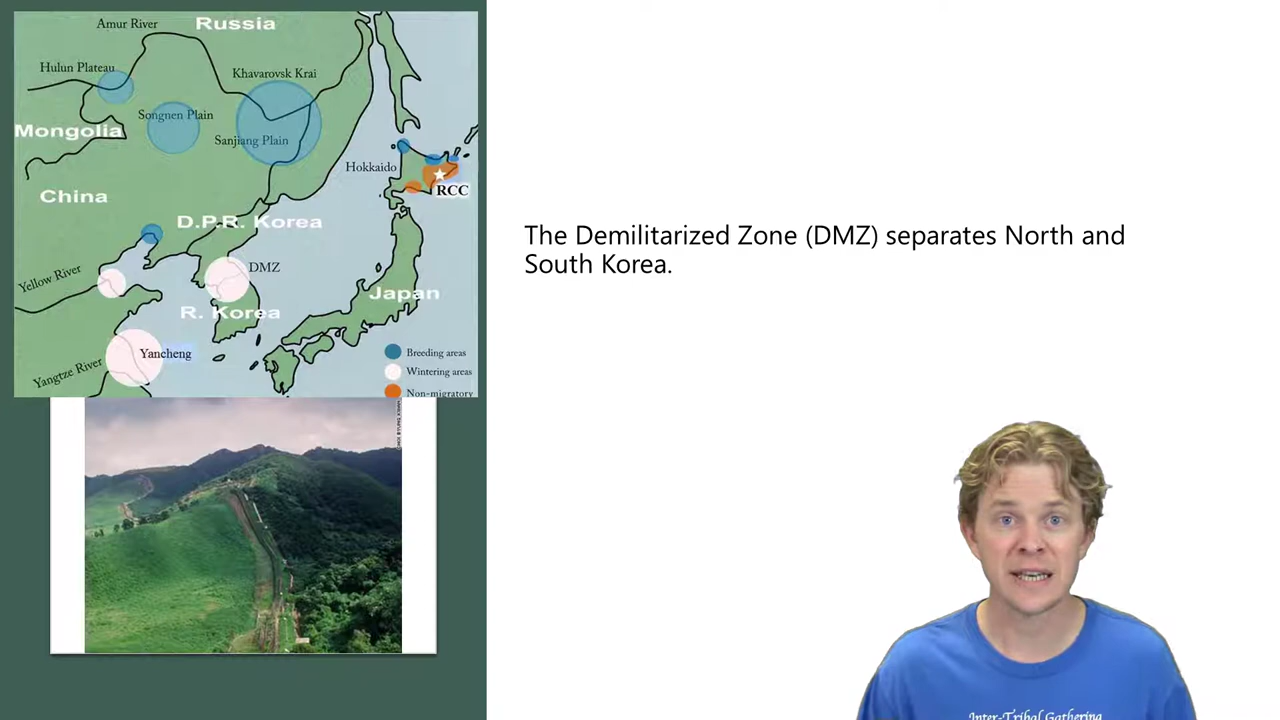 Amur River
Russia
Hulun Plateau
Khavarovsk Krai
Songnen Plain
Mongolia
Sanjiang Plain
Hokkaido
RCC
China
D.P.R. Korea
DMZ
Yellow River
Japan
R. Korea
Yancheng
Yangtze River
Breeding areas
Wintering areas
Non-migratory
The Demilitarized Zone (DMZ) separates North and
South Korea.
Inter-Tribal Gathering